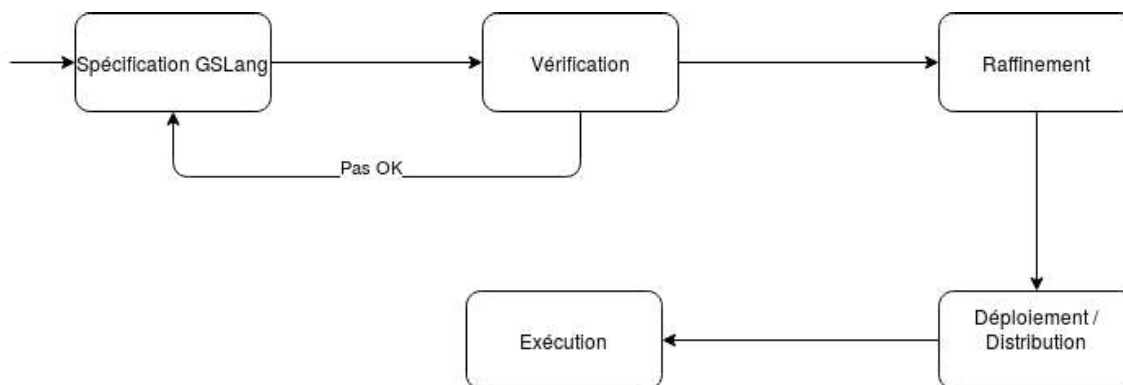 Spécification GSLang
Vérification
Raffinement
Pas OK
Déploiement /
Distribution
Exécution